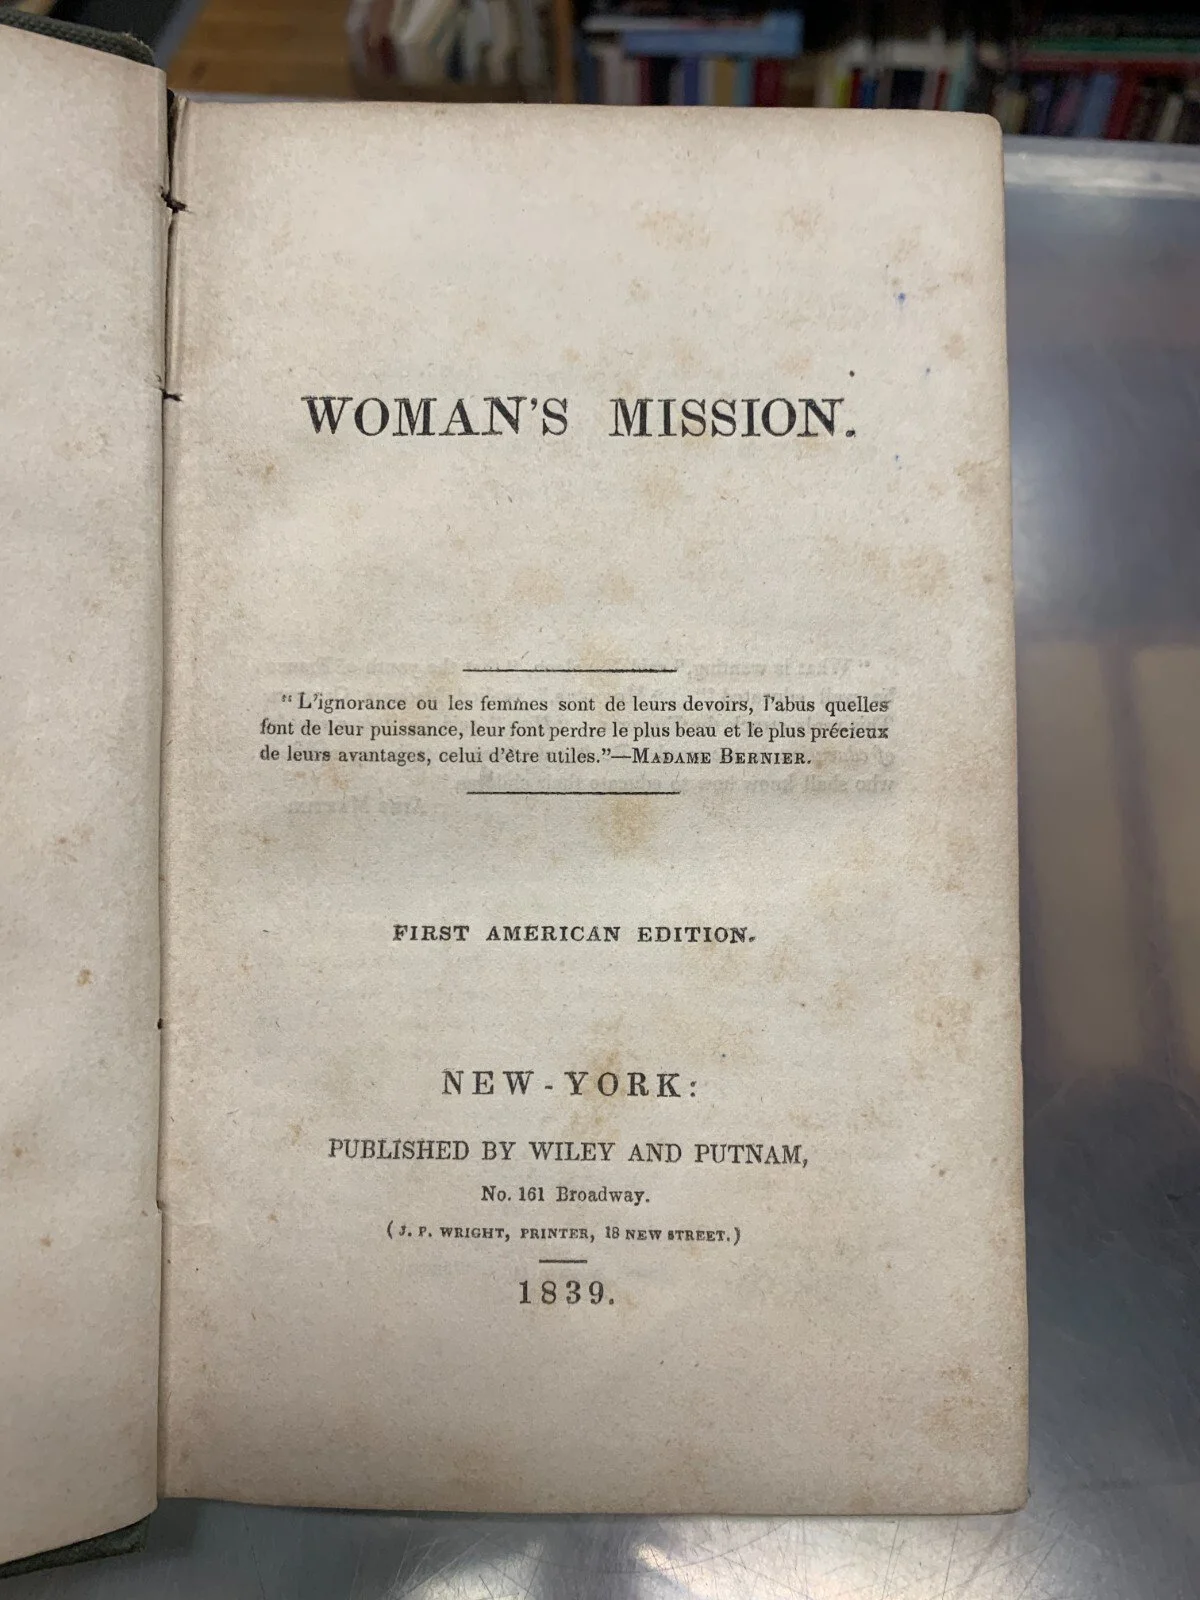 WOMAN'S MISSION.
"L'ignorance ou les femmes sont de leurs devoirs, l'abus quelles
font de leur puissance, leur font perdre le plus beau et le plus précieux
de leurs avantages, celui d'être utiles."—MADAME BERNIER.
FIRST AMERICAN EDITION.
NEW-YORK:
PUBLISHED BY WILEY AND PUTNAM,
No. 161 Broadway.
(J. P. WRIGHT, PRINTER, 18 NEW STREET.)
1839.